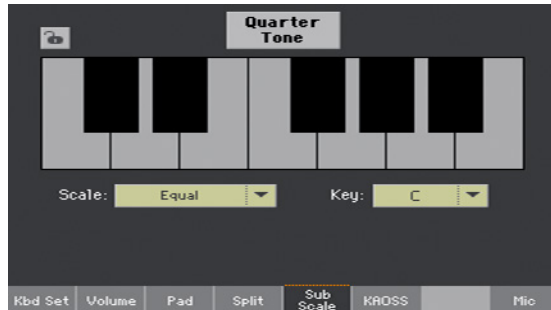 Quarter
Tone
Scale: Equal Key: C
Kbd Set Volume Pad Split Sub Scale KAOSS Mic